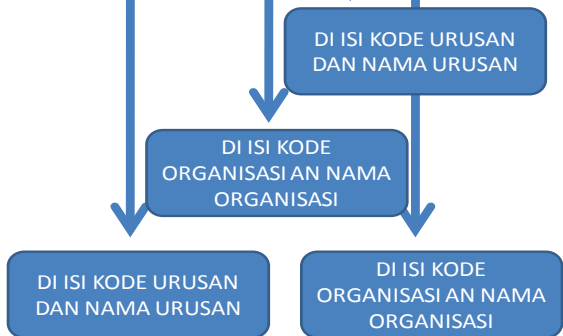 DI ISI KODE URUSAN
DAN NAMA URUSAN
DI ISI KODE
ORGANISASI AN NAMA
ORGANISASI
DI ISI KODE URUSAN
DAN NAMA URUSAN
DI ISI KODE
ORGANISASI AN NAMA
ORGANISASI